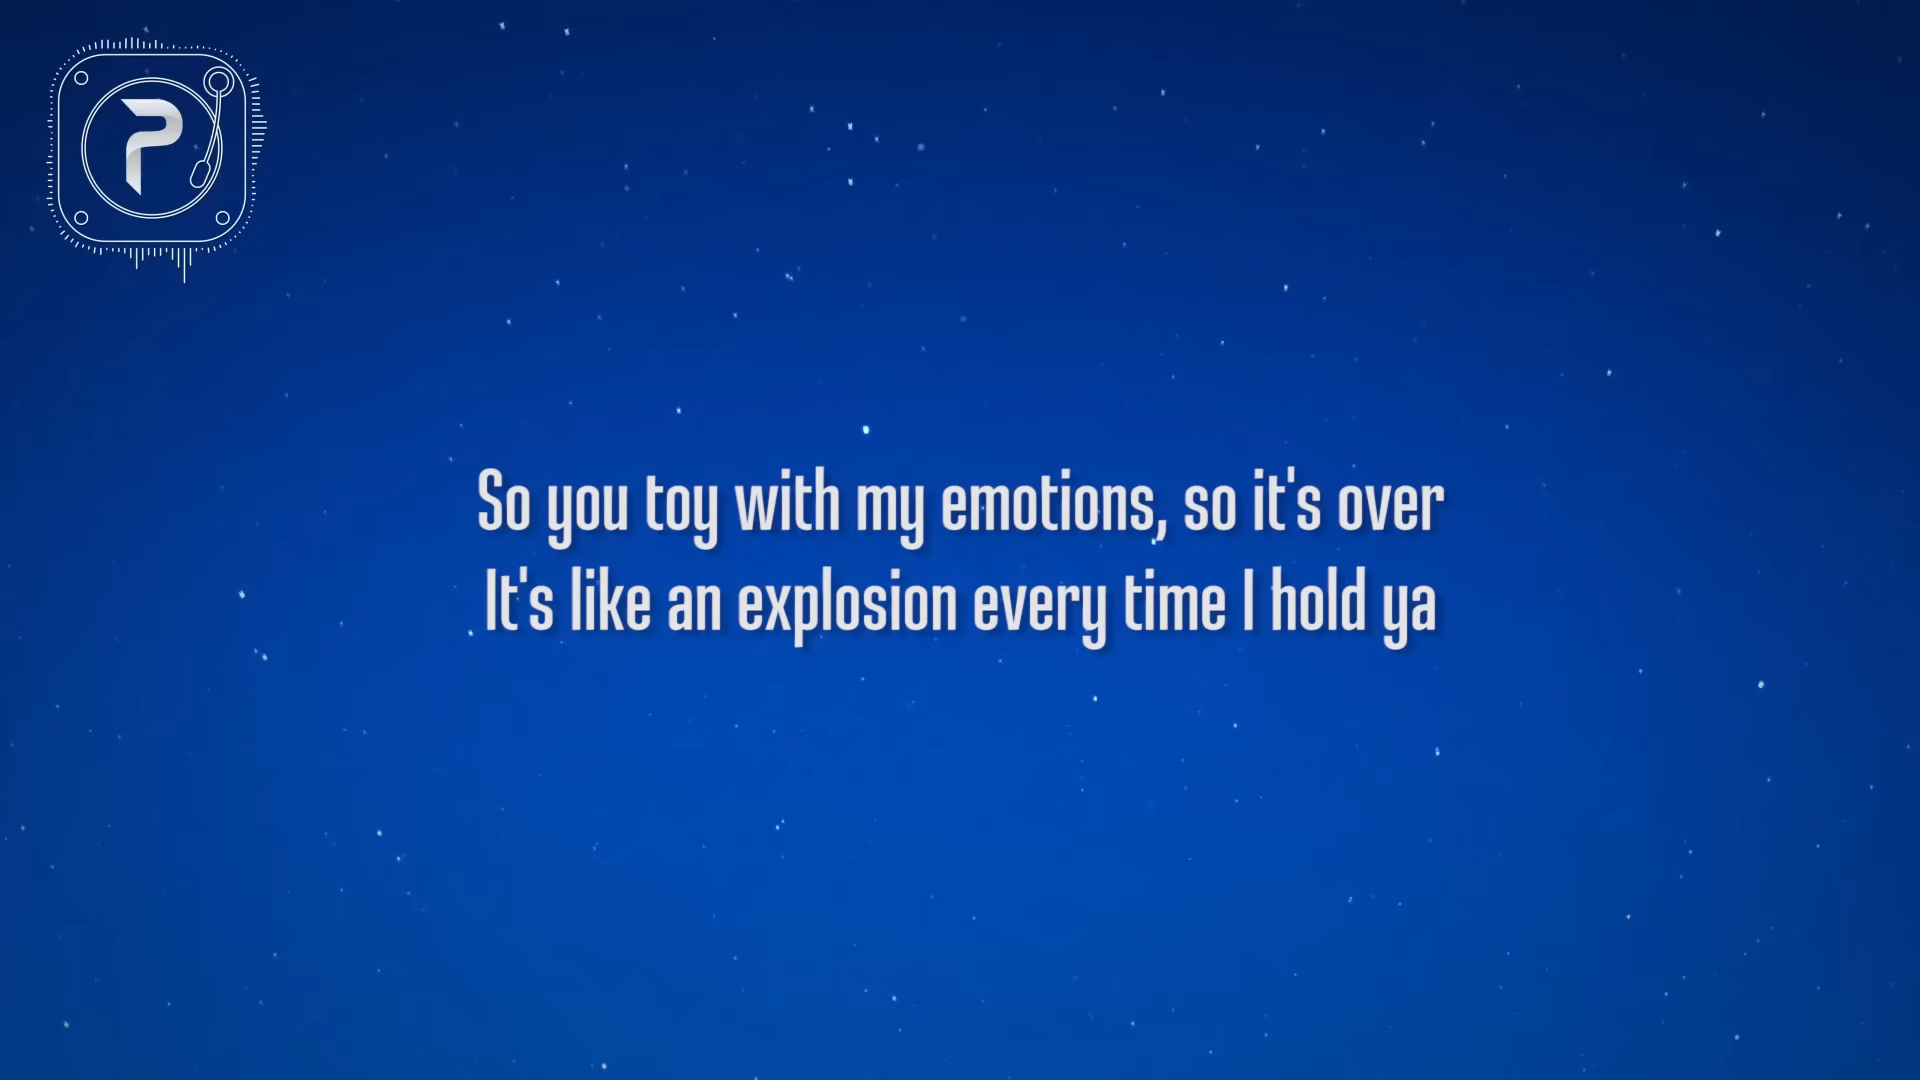 P
So you toy with my emotions, so it's over
It's like an explosion every time I hold ya